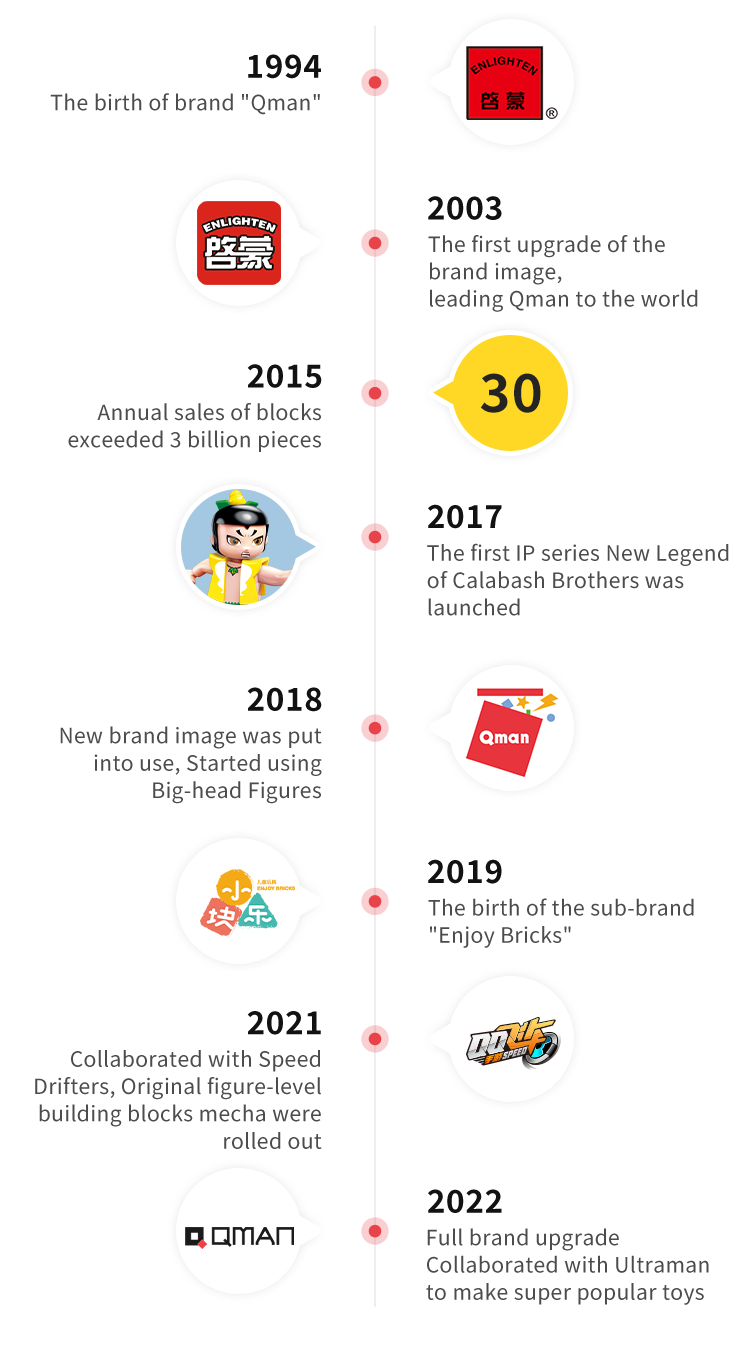 1994
The birth of brand "Qman"
ENLIGHTEN
啓蒙
®
ENLIGHTEN
啓蒙
2003
The first upgrade of the
brand image,
leading Qman to the world
2015
Annual sales of blocks
exceeded 3 billion pieces
30
2017
The first IP series New Legend
of Calabash Brothers was
launched
2018
New brand image was put
into use, Started using
Big-head Figures
Qman
小
块乐
ENJOY BRICKS
2019
The birth of the sub-brand
"Enjoy Bricks"
2021
Collaborated with Speed
Drifters, Original figure-level
building blocks mecha were
rolled out
QQ飞车
手游 SPEED
QMAN
2022
Full brand upgrade
Collaborated with Ultraman
to make super popular toys